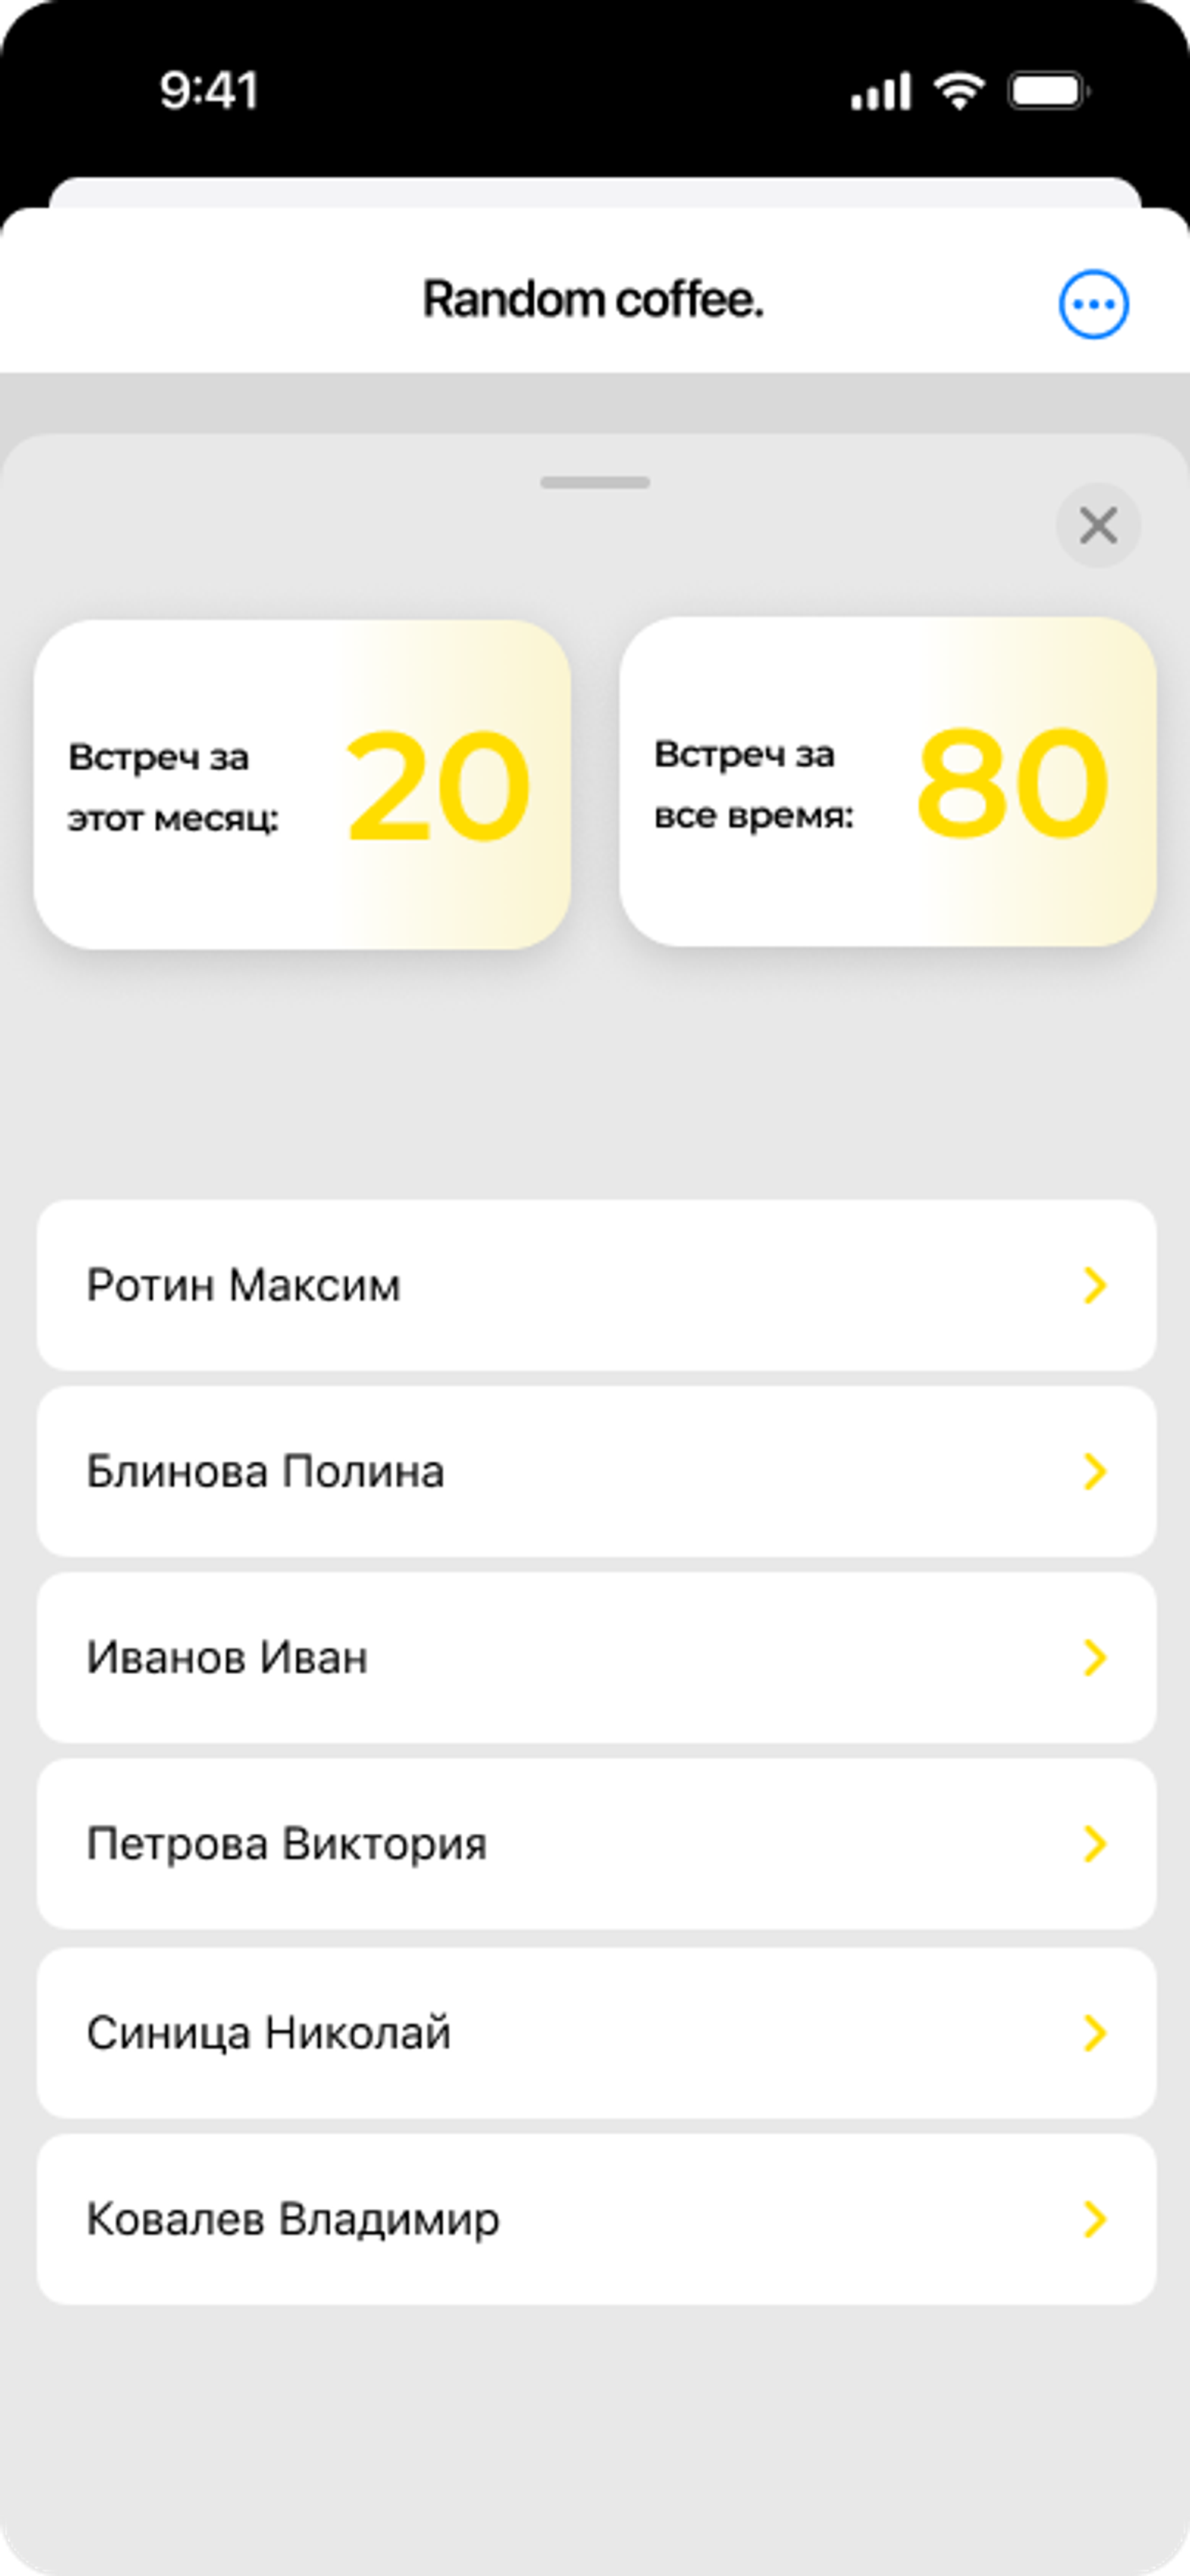 9:41
Random coffee.
Встреч за
этот месяц:
20
Встреч за
все время:
80
Ротин Максим
Блинова Полина
Иванов Иван
Петрова Виктория
Синица Николай
Ковалев Владимир